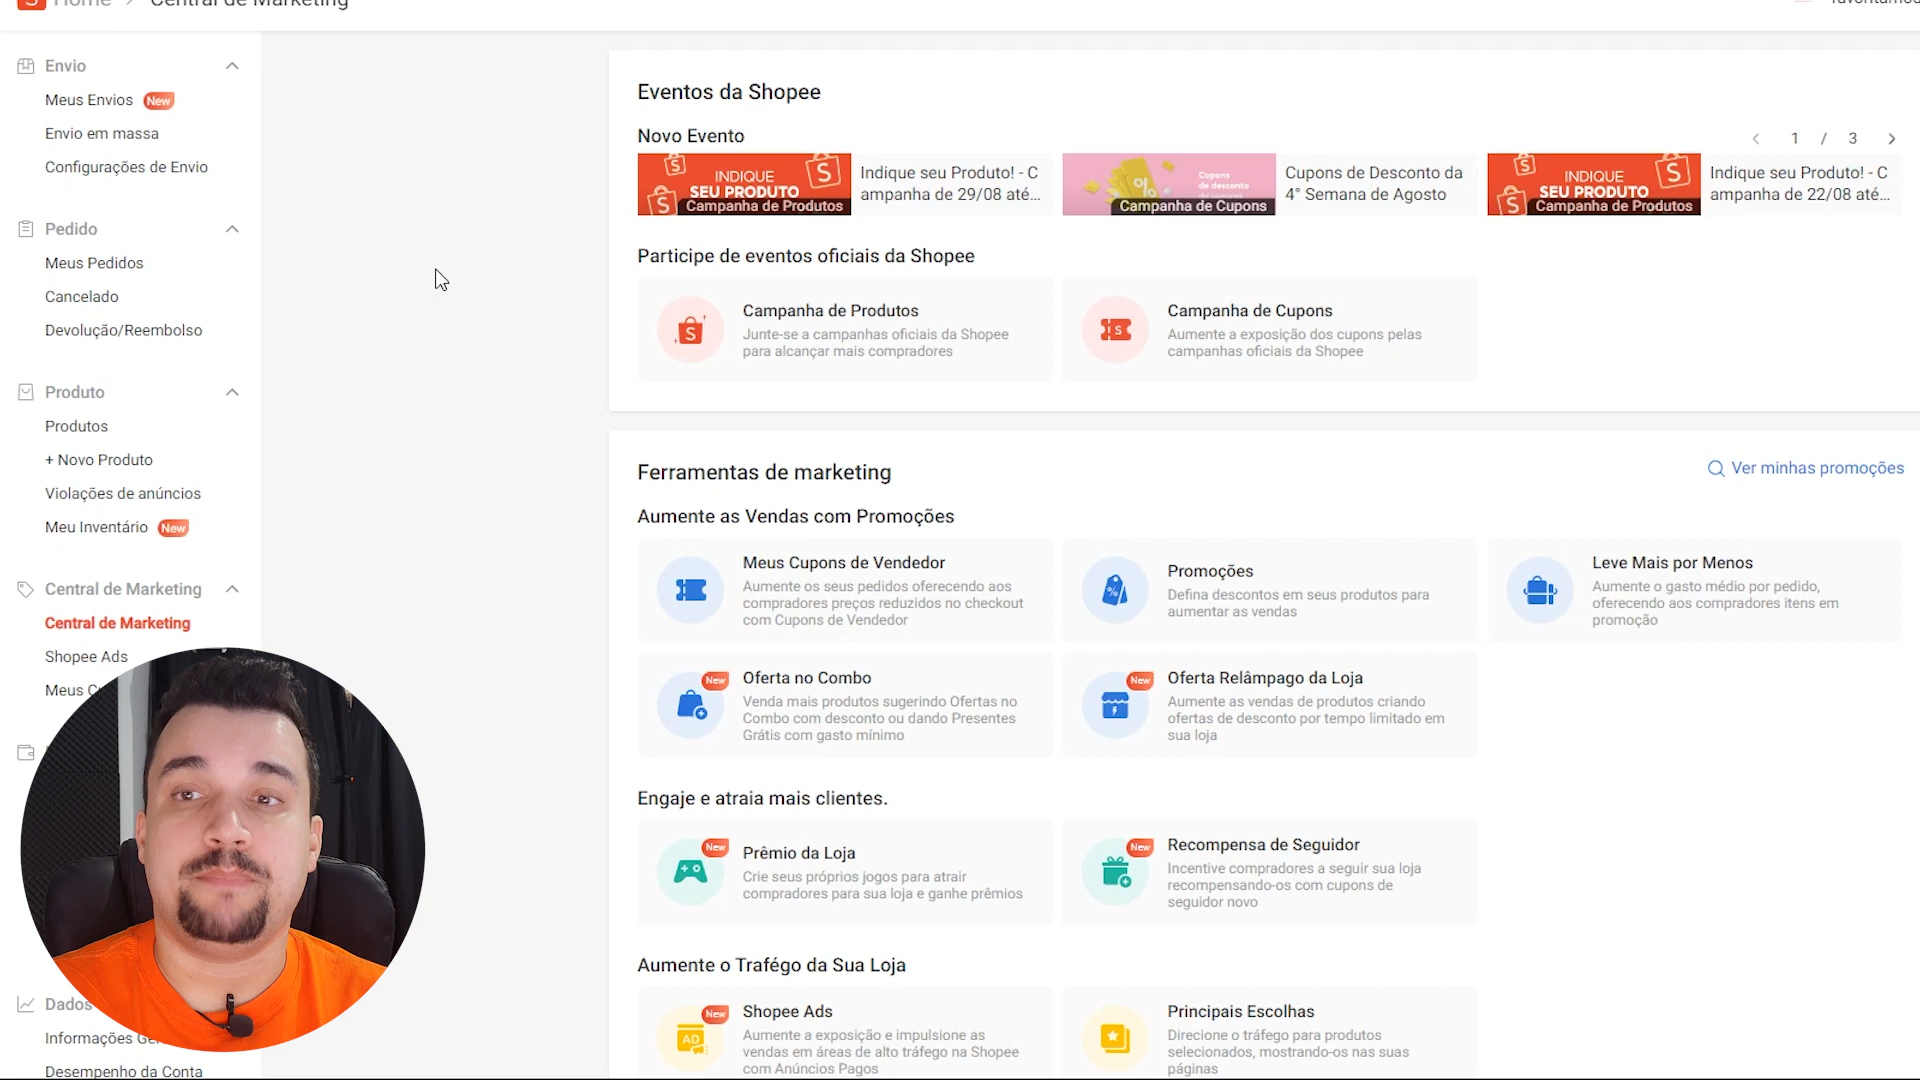 Home > Central de Marketing
Envio
Meus Envios New
Envio em massa
Configurações de Envio
Pedido
Meus Pedidos
Cancelado
Devolução/Reembolso
Produto
Produtos
+ Novo Produto
Violações de anúncios
Meu Inventário New
Central de Marketing
Central de Marketing
Shopee Ads
Meus
Dados
Informações
Desempenho da Conta
Eventos da Shopee
Novo Evento
1 / 3
INDIQUE
SEU PRODUTO
Campanha de Produtos
Indique seu Produto! - C
ampanha de 29/08 até...
Cupons
de desconto
Campanha de Cupons
Cupons de Desconto da
4° Semana de Agosto
INDIQUE
SEU PRODUTO
Campanha de Produtos
Indique seu Produto! - C
ampanha de 22/08 até...
Participe de eventos oficiais da Shopee
Campanha de Produtos
Junte-se a campanhas oficiais da Shopee
para alcançar mais compradores
Campanha de Cupons
Aumente a exposição dos cupons pelas
campanhas oficiais da Shopee
Ferramentas de marketing
Ver minhas promoções
Aumente as Vendas com Promoções
Meus Cupons de Vendedor
Aumente os seus pedidos oferecendo aos
compradores preços reduzidos no checkout
com Cupons de Vendedor
Promoções
Defina descontos em seus produtos para
aumentar as vendas
Leve Mais por Menos
Aumente o gasto médio por pedido,
oferecendo aos compradores itens em
promoção
New
Oferta no Combo
Venda mais produtos sugerindo Ofertas no
Combo com desconto ou dando Presentes
Grátis com gasto mínimo
New
Oferta Relâmpago da Loja
Aumente as vendas de produtos criando
ofertas de desconto por tempo limitado em
sua loja
Engaje e atraia mais clientes.
New
Prêmio da Loja
Crie seus próprios jogos para atrair
compradores para sua loja e ganhe prêmios
New
Recompensa de Seguidor
Incentive compradores a seguir sua loja
recompensando-os com cupons de
seguidor novo
Aumente o Trafégo da Sua Loja
New
AD
Shopee Ads
Aumente a exposição e impulsione as
vendas em áreas de alto tráfego na Shopee
com Anúncios Pagos
Principais Escolhas
Direcione o tráfego para produtos
selecionados, mostrando-os nas suas
páginas